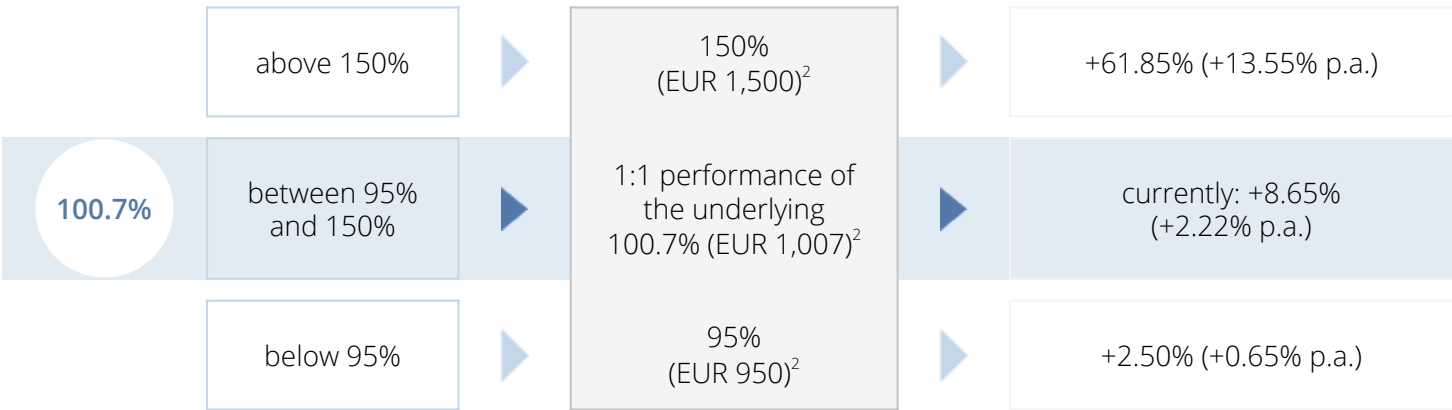 above 150%
150%
(EUR 1,500)²
+61.85% (+13.55% p.a.)
100.7%
between 95%
and 150%
1:1 performance of
the underlying
100.7% (EUR 1,007)²
currently: +8.65%
(+2.22% p.a.)
below 95%
95%
(EUR 950)²
+2.50% (+0.65% p.a.)